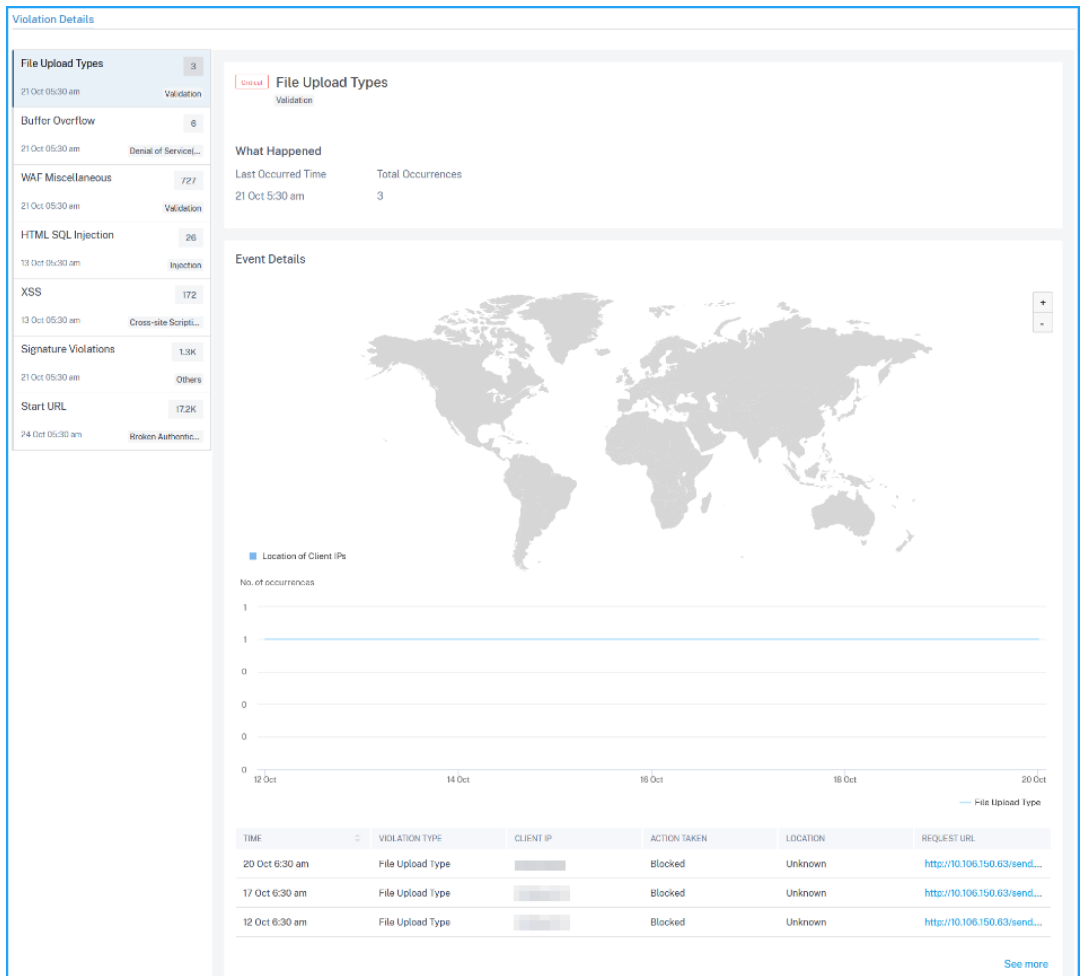 Violation Details
File Upload Types
3
21 Oct 05:30 am
Validation
Buffer Overflow
6
21 Oct 05:30 am
Denial of Service(...
WAF Miscellaneous
727
21 Oct 05:30 am
Validation
HTML SQL Injection
26
13 Oct 05:30 am
Injection
XSS
172
13 Oct 05:30 am
Cross-site Scripti...
Signature Violations
1.3K
21 Oct 05:30 am
Others
Start URL
17.2K
24 Oct 05:30 am
Broken Authentic...
Critical File Upload Types
Validation
What Happened
Last Occurred Time Total Occurrences
21 Oct 5:30 am 3
Event Details
+
-
Location of Client IPs
No. of occurrences
1
1
0
0
0
0
12 Oct 14 Oct 16 Oct 18 Oct 20 Oct
File Upload Type
TIME VIOLATION TYPE CLIENT IP ACTION TAKEN LOCATION REQUEST URL
20 Oct 6:30 am File Upload Type Blocked Unknown http://10.106.150.63/send....
17 Oct 6:30 am File Upload Type Blocked Unknown http://10.106.150.63/send....
12 Oct 6:30 am File Upload Type Blocked Unknown http://10.106.150.63/send....
See more